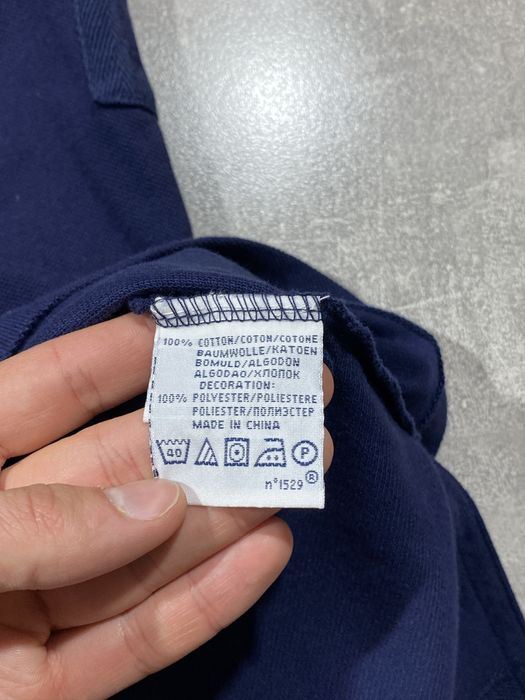 100% COTTON/COTON/COTONE
BAUMWOLLE/KATOEN
BOMULD/ALGODON
ALGODAO/ХЛОПОК
DECORATION:
100% POLYESTER/POLIESTERE
POLIESTER/ПОЛИЭСТЕР
MADE IN CHINA
40 P
n°1529 ®